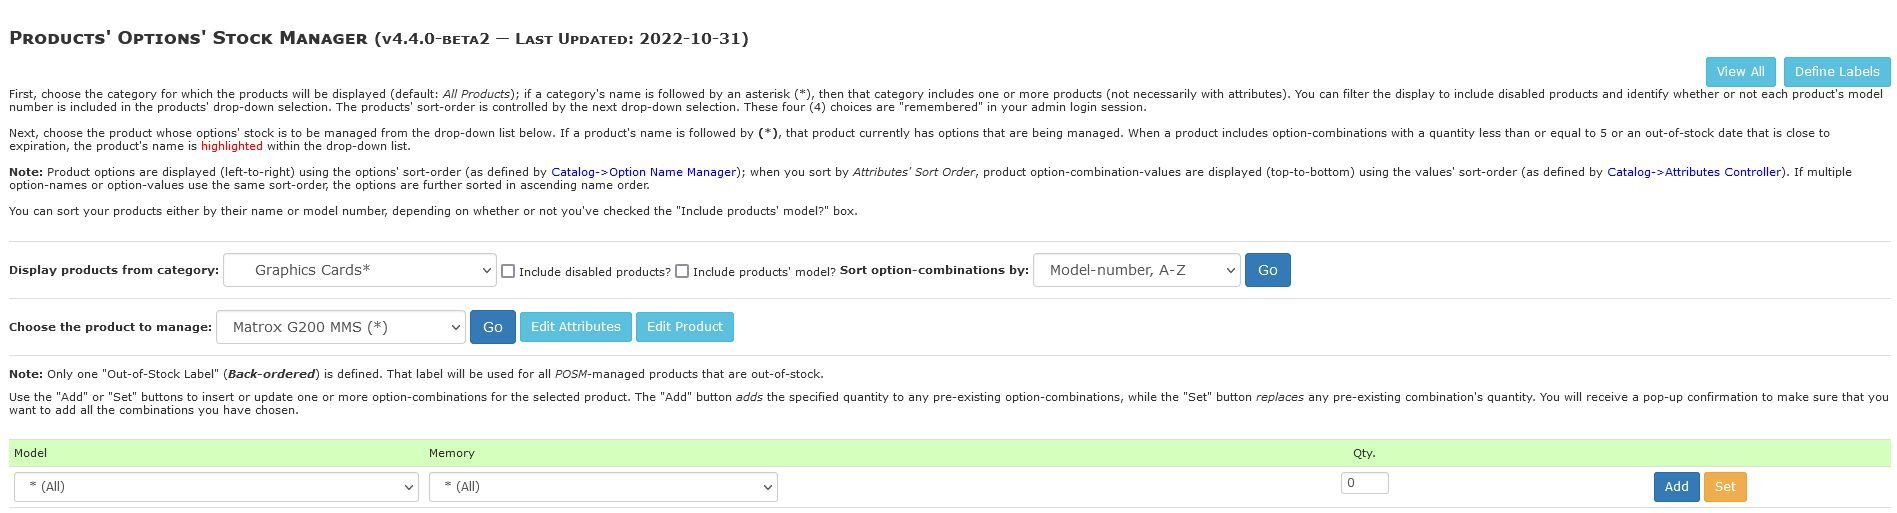 Products' Options' Stock Manager (v4.4.0-beta2 — Last Updated: 2022-10-31)
View All Define Labels
First, choose the category for which the products will be displayed (default: All Products); if a category's name is followed by an asterisk (*), then that category includes one or more products (not necessarily with attributes). You can filter the display to include disabled products and identify whether or not each product's model
number is included in the products' drop-down selection. The products' sort-order is controlled by the next drop-down selection. These four (4) choices are "remembered" in your admin login session.
Next, choose the product whose options' stock is to be managed from the drop-down list below. If a product's name is followed by (*), that product currently has options that are being managed. When a product includes option-combinations with a quantity less than or equal to 5 or an out-of-stock date that is close to
expiration, the product's name is highlighted within the drop-down list.
Note: Product options are displayed (left-to-right) using the options' sort-order (as defined by Catalog->Option Name Manager); when you sort by Attributes' Sort Order, product option-combination-values are displayed (top-to-bottom) using the values' sort-order (as defined by Catalog->Attributes Controller). If multiple
option-names or option-values use the same sort-order, the options are further sorted in ascending name order.
You can sort your products either by their name or model number, depending on whether or not you've checked the "Include products' model?" box.
Display products from category: Graphics Cards* Include disabled products? Include products' model? Sort option-combinations by: Model-number, A-Z Go
Choose the product to manage: Matrox G200 MMS (*) Go Edit Attributes Edit Product
Note: Only one "Out-of-Stock Label" (Back-ordered) is defined. That label will be used for all POSM-managed products that are out-of-stock.
Use the "Add" or "Set" buttons to insert or update one or more option-combinations for the selected product. The "Add" button adds the specified quantity to any pre-existing option-combinations, while the "Set" button replaces any pre-existing combination's quantity. You will receive a pop-up confirmation to make sure that you
want to add all the combinations you have chosen.
Model Memory Qty.
* (All) * (All) 0 Add Set